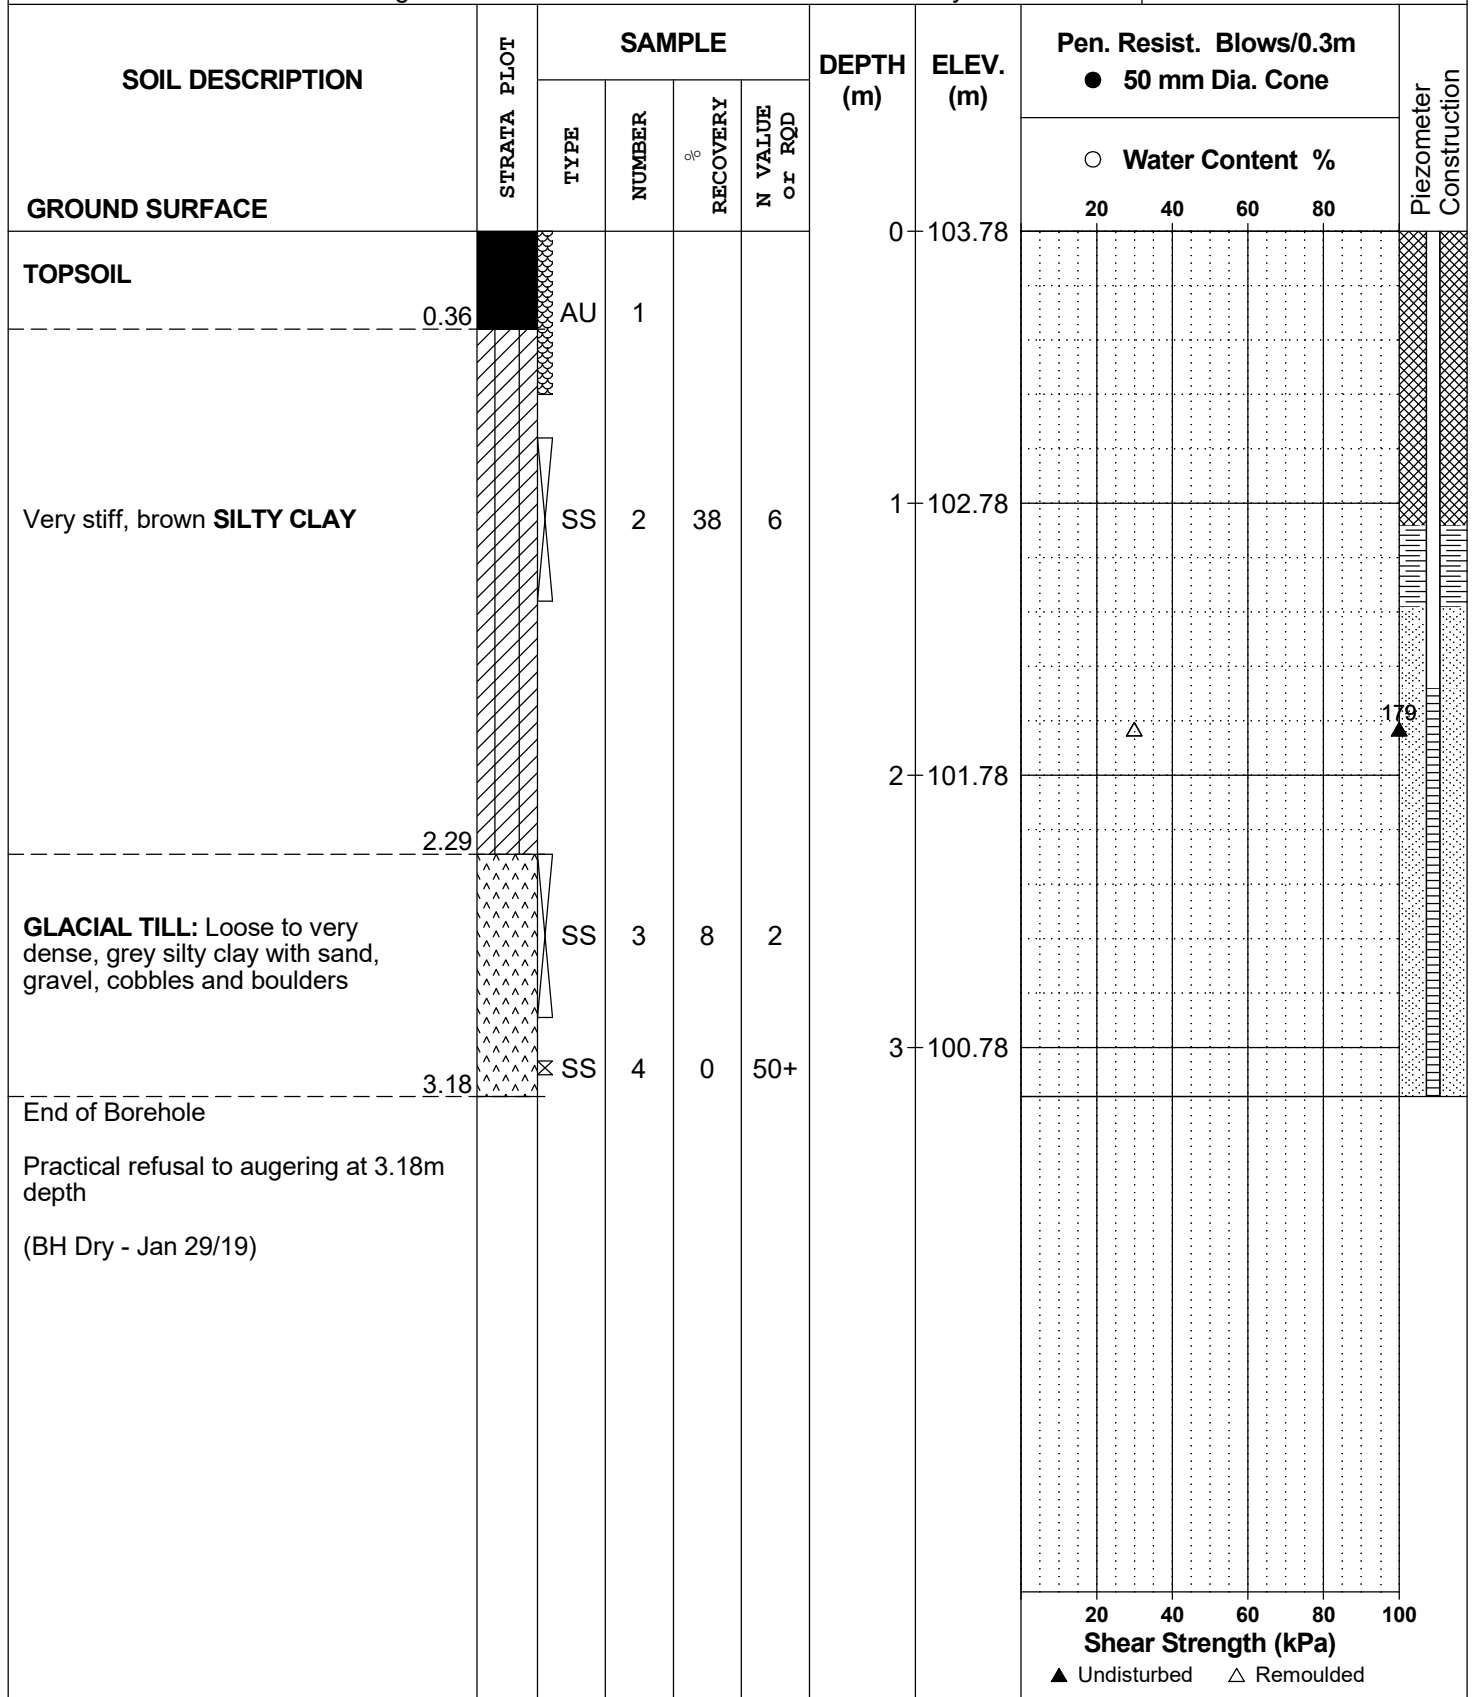 SOIL DESCRIPTION
GROUND SURFACE
STRATA PLOT
SAMPLE
TYPE
NUMBER
%
RECOVERY
N VALUE
or RQD
DEPTH
(m)
ELEV.
(m)
Pen. Resist. Blows/0.3m
● 50 mm Dia. Cone
○ Water Content %
20 40 60 80
Piezometer
Construction
0 103.78
TOPSOIL
0.36
AU 1
Very stiff, brown SILTY CLAY
SS 2 38 6
1 102.78
179
2 101.78
2.29
GLACIAL TILL: Loose to very
dense, grey silty clay with sand,
gravel, cobbles and boulders
SS 3 8 2
3 100.78
SS 4 0 50+
3.18
End of Borehole
Practical refusal to augering at 3.18m
depth
(BH Dry - Jan 29/19)
20 40 60 80 100
Shear Strength (kPa)
▲ Undisturbed △ Remoulded